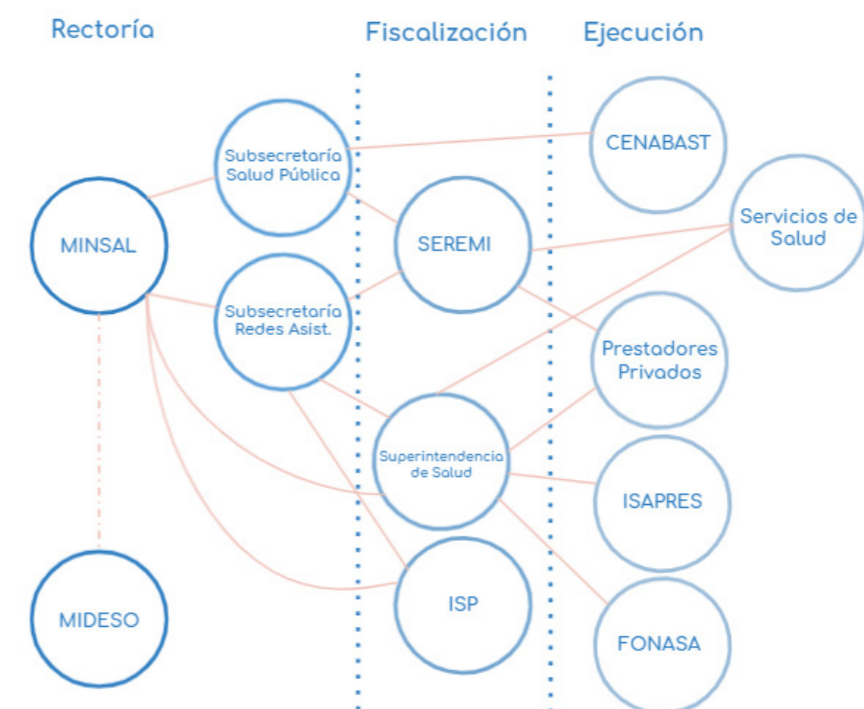 Rectoría
Fiscalización
Ejecución
Subsecretaría
Salud Pública
CENABAST
MINSAL
SEREMI
Servicios de
Salud
Subsecretaría
Redes Asist.
Prestadores
Privados
Superintendencia
de Salud
ISAPRES
MIDESO
ISP
FONASA